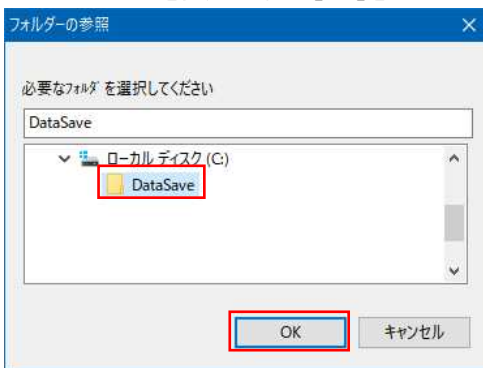 フォルダーの参照
必要なﾌｫﾙﾀﾞを選択してください
DataSave
ローカル ディスク (C:)
DataSave
OK
キャンセル